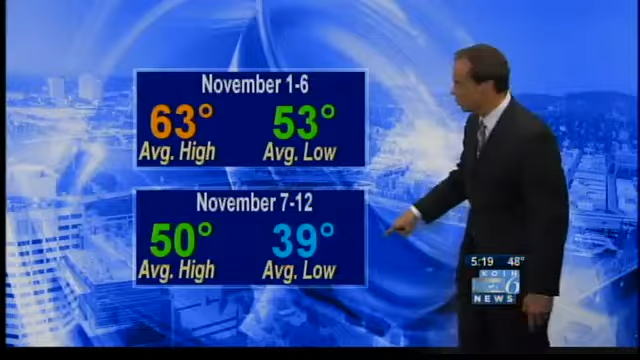 November 1-6
63° 53°
Avg. High Avg. Low
November 7-12
50° 39°
Avg. High Avg. Low
5:19 48°
KOIN
6
NEWS